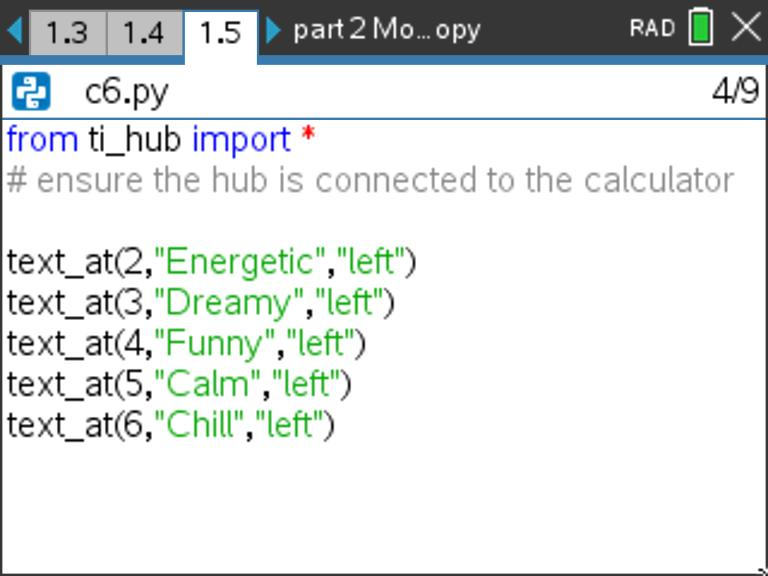 1.3 1.4 1.5 part 2 Mo...opy RAD
c6.py 4/9
from ti_hub import *
# ensure the hub is connected to the calculator
text_at(2,"Energetic","left")
text_at(3,"Dreamy","left")
text_at(4,"Funny","left")
text_at(5,"Calm","left")
text_at(6,"Chill","left")